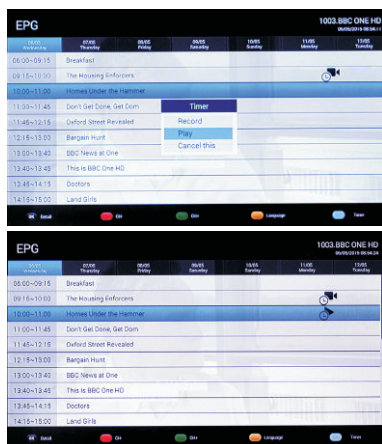 EPG
1003.BBC ONE HD
06/05 07/05 08/05 09/05 10/05 11/05 12/05
Wednesday Thursday Friday Saturday Sunday Monday Tuesday
06:00~09:15 Breakfast
09:15~10:00 The Housing Enforcers
10:00~11:00 Homes Under the Hammer
11:00~11:45 Don't Get Done, Get Dom
11:45~12:15 Oxford Street Revealed
12:15~13:00 Bargain Hunt
13:00~13:40 BBC News at One
13:40~13:45 This Is BBC One HD
13:45~14:15 Doctors
14:15~15:00 Land Girls
Timer
Record
Play
Cancel this
Detail CH- CH+ Language Timer
EPG
1003.BBC ONE HD
07/05 08/05 09/05 10/05 11/05 12/05
Wednesday Thursday Friday Saturday Sunday Monday Tuesday
06:00~09:15 Breakfast
09:15~10:00 The Housing Enforcers
10:00~11:00 Homes Under the Hammer
11:00~11:45 Don't Get Done, Get Dom
11:45~12:15 Oxford Street Revealed
12:15~13:00 Bargain Hunt
13:00~13:40 BBC News at One
13:40~13:45 This Is BBC One HD
13:45~14:15 Doctors
14:15~15:00 Land Girls
Detail CH- CH+ Language Timer